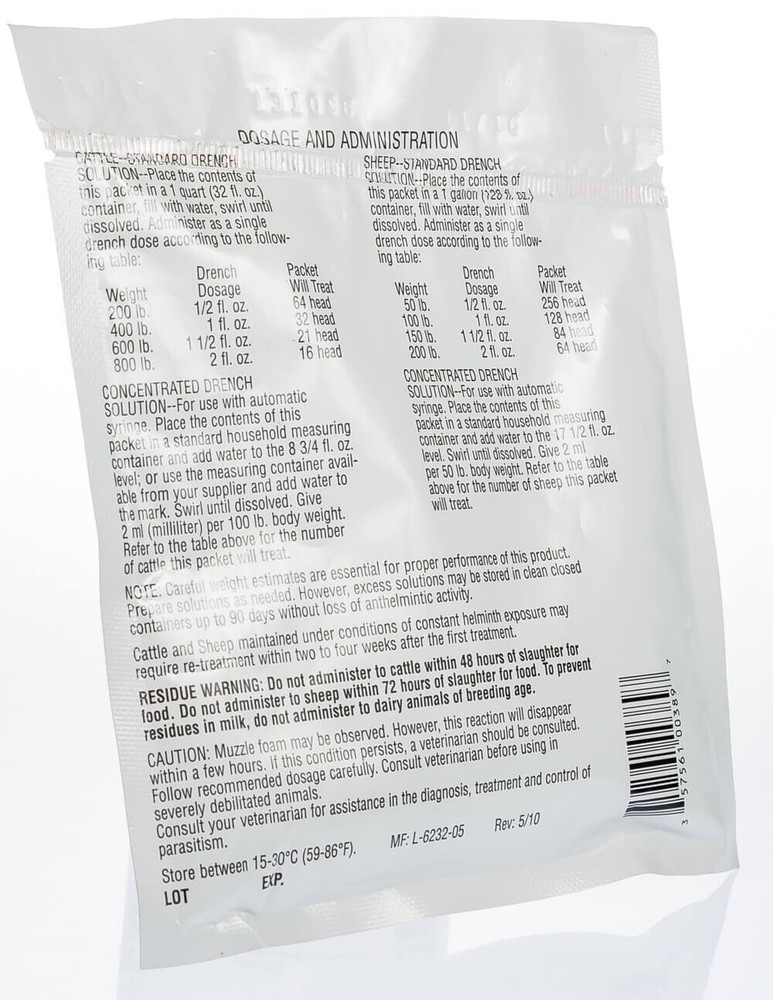 DOSAGE AND ADMINISTRATION
CATTLE--STANDARD DRENCH
SOLUTION--Place the contents of
this packet in a 1 quart (32 fl. oz.)
container, fill with water, swirl until
dissolved. Administer as a single
drench dose according to the follow-
ing table:
Drench Packet
Weight Dosage Will Treat
200 lb. 1/2 fl. oz. 64 head
400 lb. 1 fl. oz. 32 head
600 lb. 1 1/2 fl. oz. 21 head
800 lb. 2 fl. oz. 16 head
CONCENTRATED DRENCH
SOLUTION--For use with automatic
syringe. Place the contents of this
packet in a standard household measuring
container and add water to the 8 3/4 fl. oz.
level; or use the measuring container avail-
able from your supplier and add water to
the mark. Swirl until dissolved. Give
2 ml (milliliter) per 100 lb. body weight.
Refer to the table above for the number
of cattle this packet will treat.
SHEEP--STANDARD DRENCH
SOLUTION--Place the contents of
this packet in a 1 gallon (128 fl. oz.)
container, fill with water, swirl until
dissolved. Administer as a single
drench dose according to the follow-
ing table:
Drench Packet
Weight Dosage Will Treat
50 lb. 1/2 fl. oz. 256 head
100 lb. 1 fl. oz. 128 head
150 lb. 1 1/2 fl. oz. 84 head
200 lb. 2 fl. oz. 64 head
CONCENTRATED DRENCH
SOLUTION--For use with automatic
syringe. Place the contents of this
packet in a standard household measuring
container and add water to the 17 1/2 fl. oz.
level. Swirl until dissolved. Give 2 ml
per 50 lb. body weight. Refer to the table
above for the number of sheep this packet
will treat.
NOTE: Careful weight estimates are essential for proper performance of this product.
Prepare solutions as needed. However, excess solutions may be stored in clean closed
containers up to 90 days without loss of anthelmintic activity.
Cattle and Sheep maintained under conditions of constant helminth exposure may
require re-treatment within two to four weeks after the first treatment.
RESIDUE WARNING: Do not administer to cattle within 48 hours of slaughter for
food. Do not administer to sheep within 72 hours of slaughter for food. To prevent
residues in milk, do not administer to dairy animals of breeding age.
CAUTION: Muzzle foam may be observed. However, this reaction will disappear
within a few hours. If this condition persists, a veterinarian should be consulted.
Follow recommended dosage carefully. Consult veterinarian before using in
severely debilitated animals.
Consult your veterinarian for assistance in the diagnosis, treatment and control of
parasitism.
Store between 15-30°C (59-86°F). MF: L-6232-05 Rev: 5/10
LOT EXP.
3 57561 00389 7